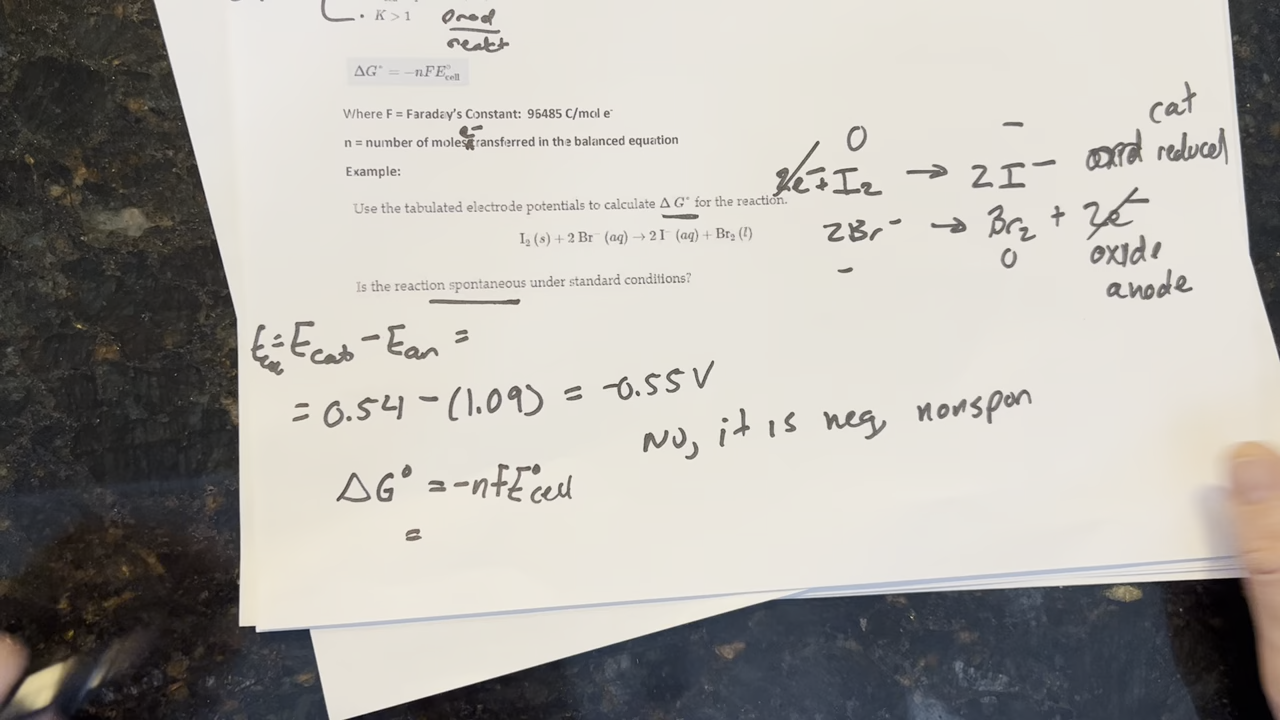 • K > 1
prod
react
ΔG° = −nFE°cell
Where F = Faraday's Constant: 96485 C/mol e⁻
n = number of moles e⁻ transferred in the balanced equation
Example:
Use the tabulated electrode potentials to calculate Δ G° for the reaction.
I₂ (s) + 2 Br⁻ (aq) → 2 I⁻ (aq) + Br₂ (l)
Is the reaction spontaneous under standard conditions?
cat
0 −
2e⁻ + I₂ → 2I⁻ reduced
2Br⁻ → Br₂ + 2e⁻
− 0 oxide
anode
= Ecat − Ean =
= 0.54 − (1.09) = −0.55 V
No, it is neg, nonspon
ΔG° = −nFE°cell
=